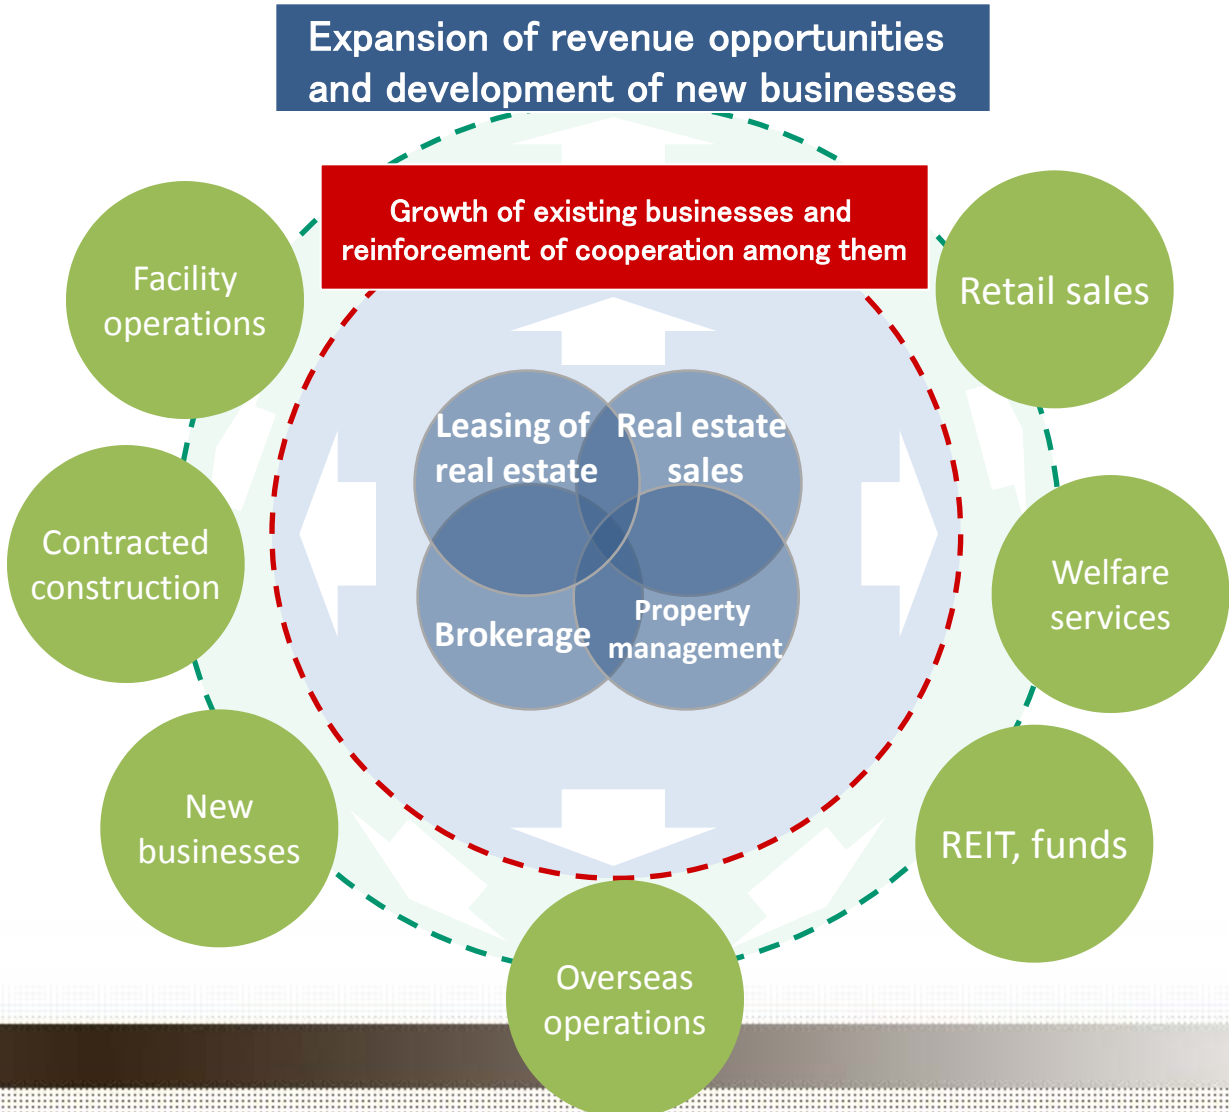 Expansion of revenue opportunities
and development of new businesses
Growth of existing businesses and
reinforcement of cooperation among them
Facility
operations
Retail sales
Leasing of
real estate
Real estate
sales
Contracted
construction
Welfare
services
Brokerage
Property
management
New
businesses
REIT, funds
Overseas
operations